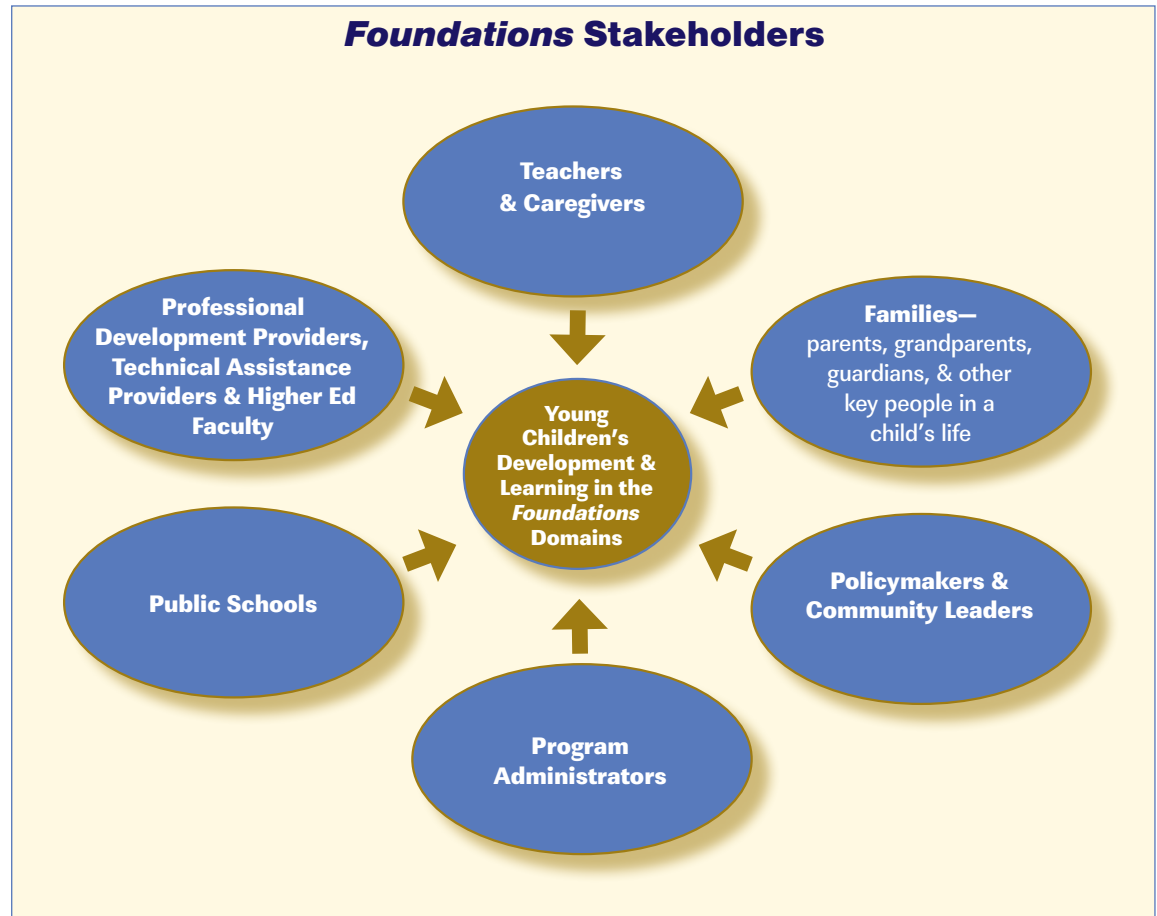 Foundations Stakeholders
Teachers
& Caregivers
Professional
Development Providers,
Technical Assistance
Providers & Higher Ed
Faculty
Families—
parents, grandparents,
guardians, & other
key people in a
child’s life
Young
Children’s
Development &
Learning in the
Foundations
Domains
Public Schools
Policymakers &
Community Leaders
Program
Administrators